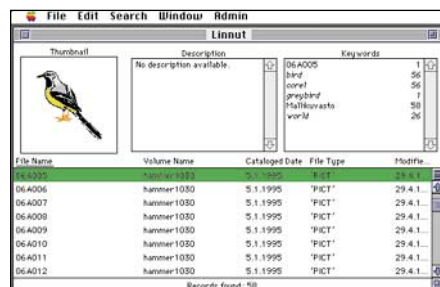 File Edit Search Window Admin
Linnut
Thumbnail
Description
No description available.
Keywords
06A005 1
bird 56
corel 56
greybird 1
Mallikuvasto 58
world 26
File Name Volume Name Cataloged Date File Type Modifie...
06A005 hammer1030 5.1.1995 'PICT' 29.4.1...
06A006 hammer1030 5.1.1995 'PICT' 29.4.1...
06A007 hammer1030 5.1.1995 'PICT' 29.4.1...
06A008 hammer1030 5.1.1995 'PICT' 29.4.1...
06A009 hammer1030 5.1.1995 'PICT' 29.4.1...
06A010 hammer1030 5.1.1995 'PICT' 29.4.1...
06A011 hammer1030 5.1.1995 'PICT' 29.4.1...
06A012 hammer1030 5.1.1995 'PICT' 29.4.1...
Records found: 58